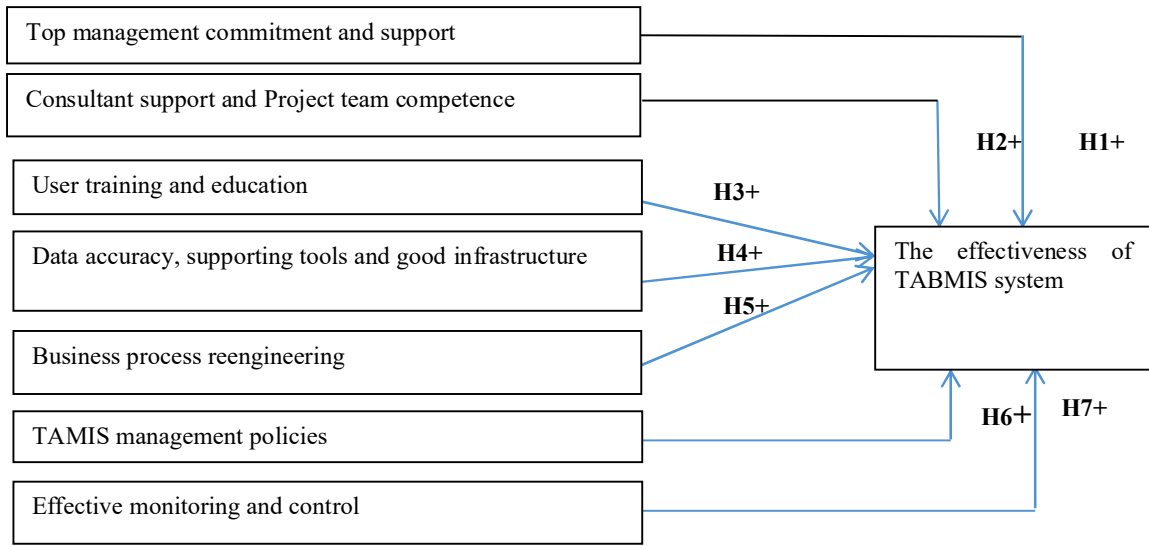 Top management commitment and support
Consultant support and Project team competence
H2+
H1+
User training and education
H3+
Data accuracy, supporting tools and good infrastructure
H4+
The effectiveness of
TABMIS system
H5+
Business process reengineering
TAMIS management policies
H6+
H7+
Effective monitoring and control